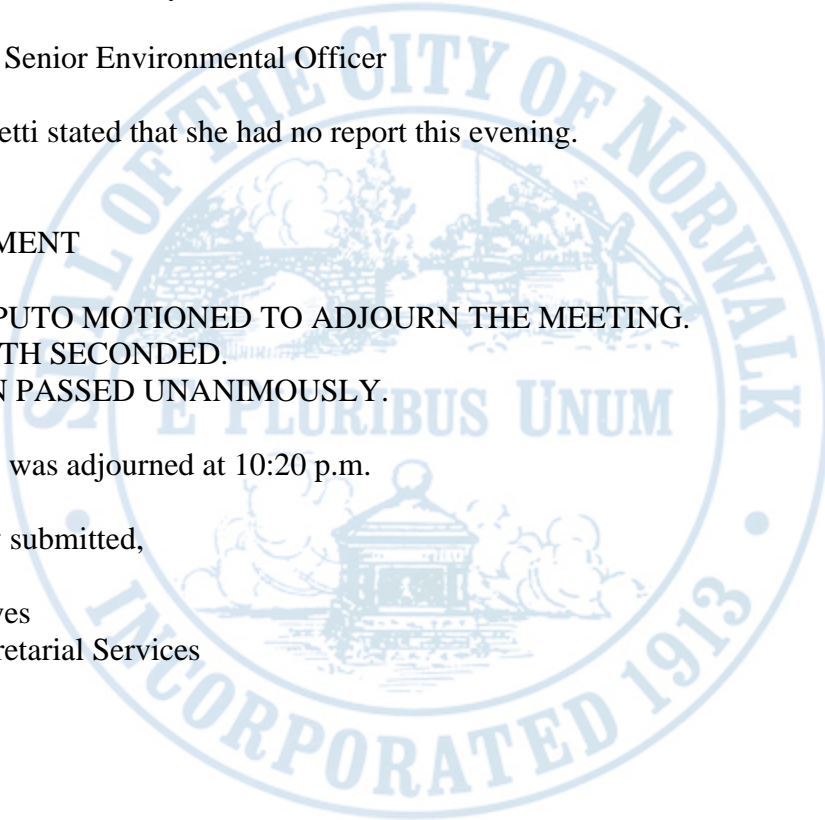 Senior Environmental Officer
etti stated that she had no report this evening.
MENT
PUTO MOTIONED TO ADJOURN THE MEETING.
TH SECONDED.
N PASSED UNANIMOUSLY.
was adjourned at 10:20 p.m.
submitted,
yes
retarial Services
SEAL OF THE CITY OF NORWALK
E PLURIBUS UNUM
INCORPORATED 1913